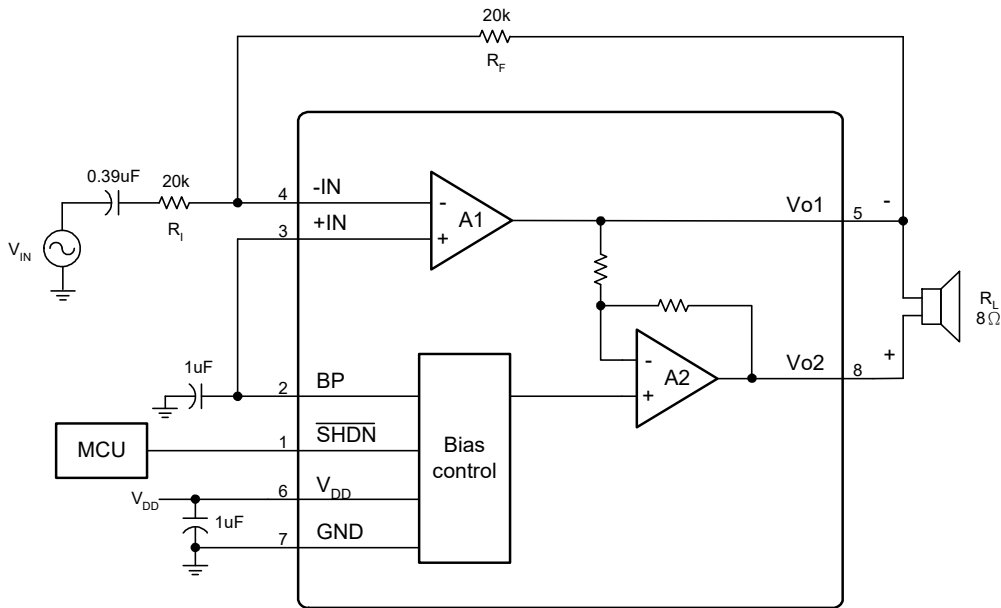 20k
R_F
0.39uF
20k
R_I
V_IN
4
-IN
3
+IN
-
+
A1
Vo1
5
-
R_L
8Ω
1uF
2
BP
-
+
A2
Vo2
8
+
MCU
1
SHDN
Bias
control
V_DD
6
V_DD
1uF
7
GND